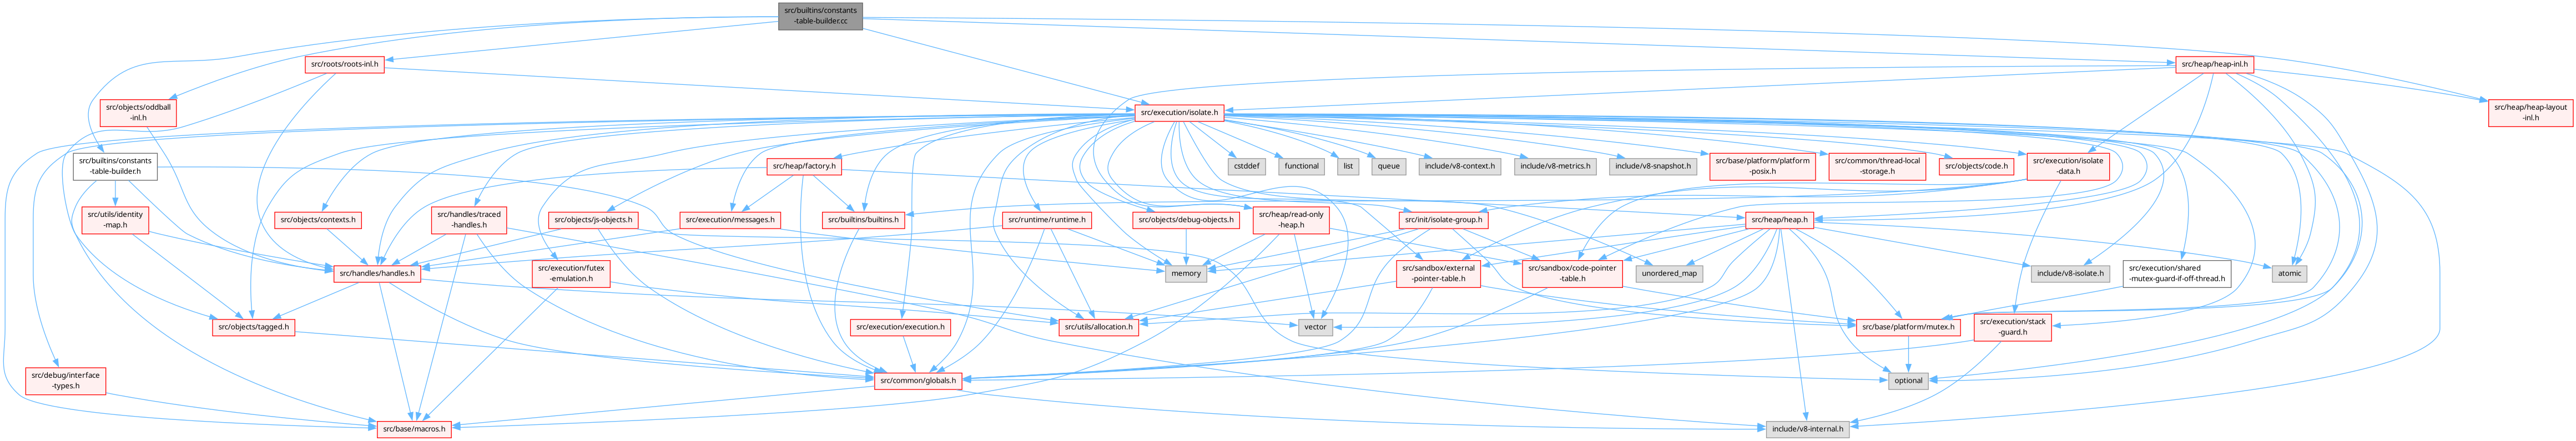 src/builtins/constants
-table-builder.cc
src/roots/roots-inl.h
src/heap/heap-inl.h
src/objects/oddball
-inl.h
src/execution/isolate.h
src/heap/heap-layout
-inl.h
src/builtins/constants
-table-builder.h
src/heap/factory.h
cstddef
functional
list
queue
include/v8-context.h
include/v8-metrics.h
include/v8-snapshot.h
src/base/platform/platform
-posix.h
src/common/thread-local
-storage.h
src/objects/code.h
src/execution/isolate
-data.h
src/utils/identity
-map.h
src/objects/contexts.h
src/handles/traced
-handles.h
src/objects/js-objects.h
src/execution/messages.h
src/builtins/builtins.h
src/runtime/runtime.h
src/objects/debug-objects.h
src/heap/read-only
-heap.h
src/init/isolate-group.h
src/heap/heap.h
src/handles/handles.h
src/execution/futex
-emulation.h
memory
src/sandbox/external
-pointer-table.h
src/sandbox/code-pointer
-table.h
unordered_map
include/v8-isolate.h
src/execution/shared
-mutex-guard-if-off-thread.h
atomic
src/objects/tagged.h
src/execution/execution.h
src/utils/allocation.h
vector
src/base/platform/mutex.h
src/execution/stack
-guard.h
src/debug/interface
-types.h
src/common/globals.h
optional
src/base/macros.h
include/v8-internal.h